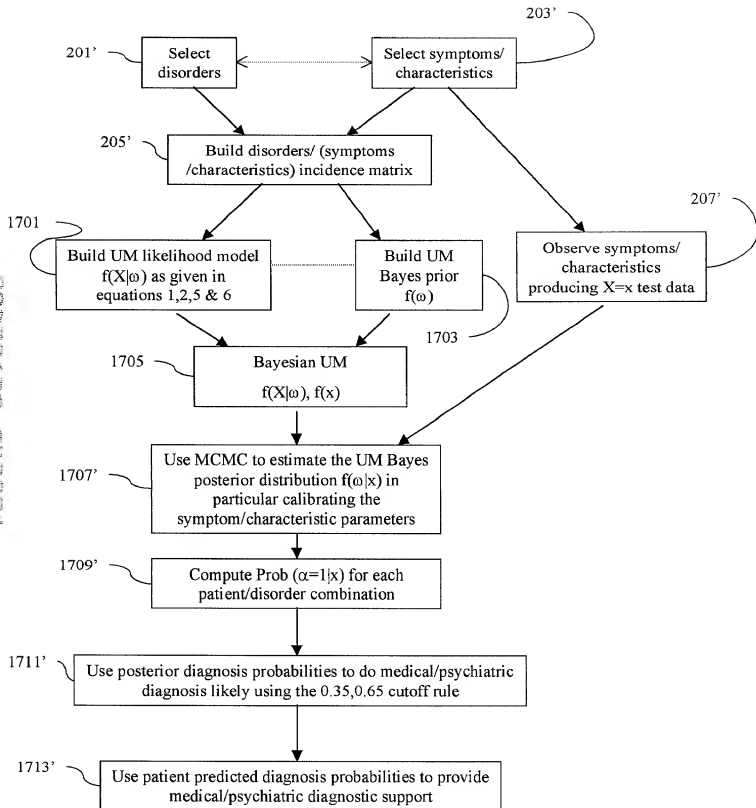 203’
201’
Select
disorders
Select symptoms/
characteristics
205’
Build disorders/ (symptoms
/characteristics) incidence matrix
207’
1701
Build UM likelihood model
f(X|ω) as given in
equations 1,2,5 & 6
Build UM
Bayes prior
f(ω)
Observe symptoms/
characteristics
producing X=x test data
1703
1705
Bayesian UM
f(X|ω), f(x)
1707’
Use MCMC to estimate the UM Bayes
posterior distribution f(ω|x) in
particular calibrating the
symptom/characteristic parameters
1709’
Compute Prob (α=1|x) for each
patient/disorder combination
1711’
Use posterior diagnosis probabilities to do medical/psychiatric
diagnosis likely using the 0.35,0.65 cutoff rule
1713’
Use patient predicted diagnosis probabilities to provide
medical/psychiatric diagnostic support